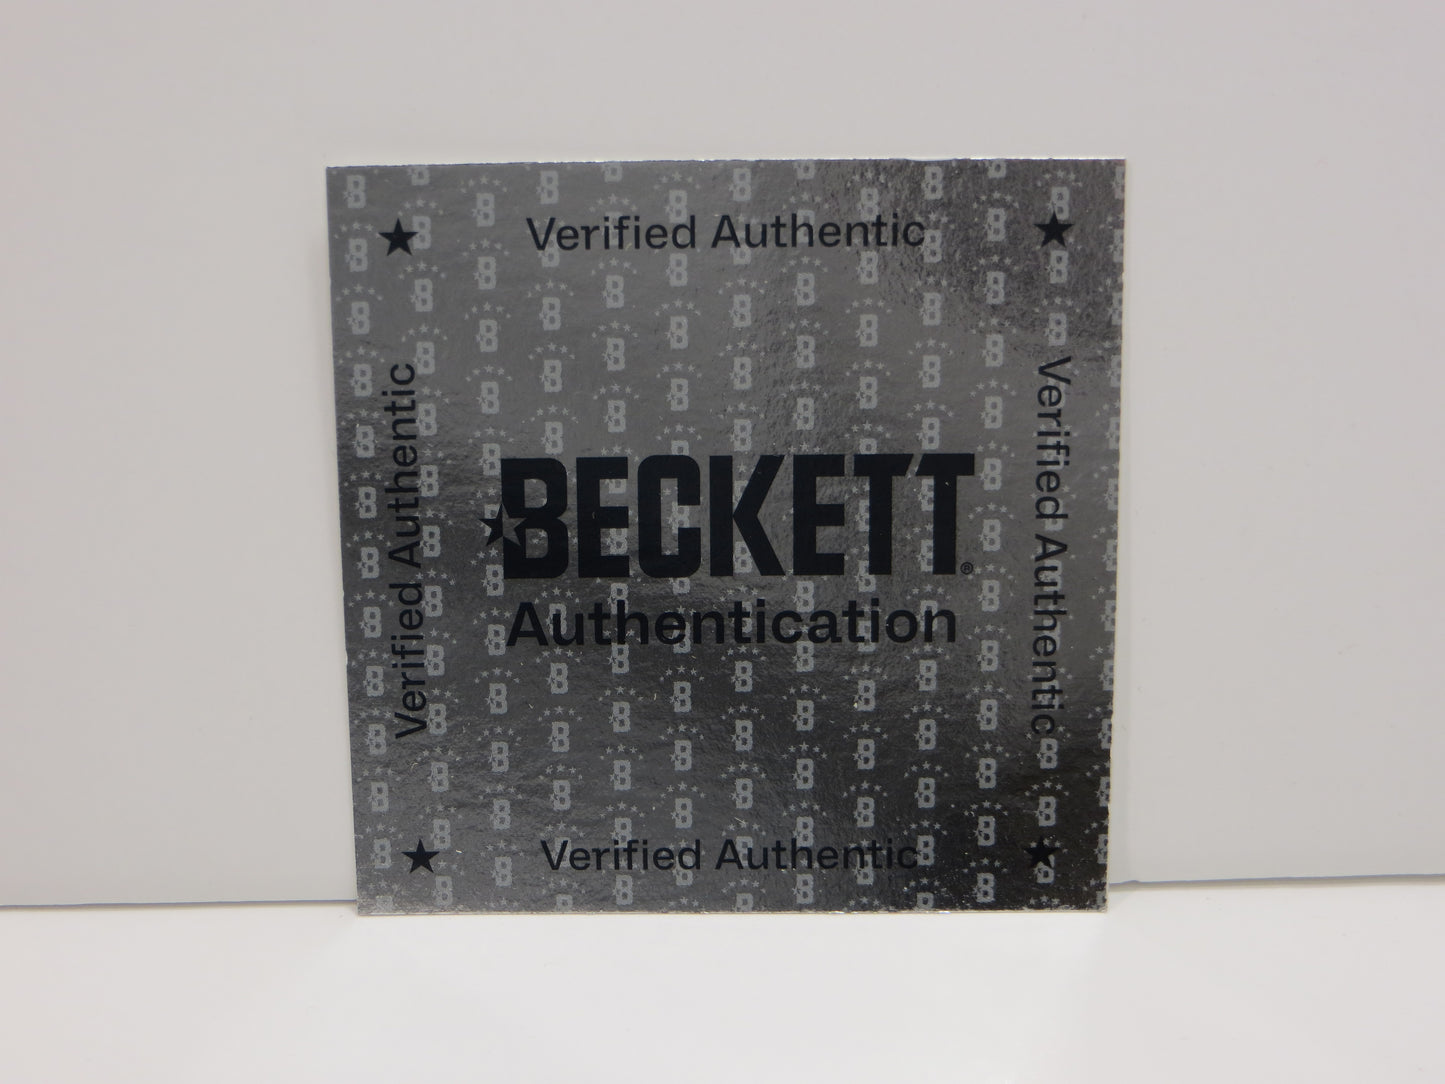 ★ Verified Authentic ★
Verified Authentic
BECKETT®
Authentication
Verified Authentic
★ Verified Authentic ★